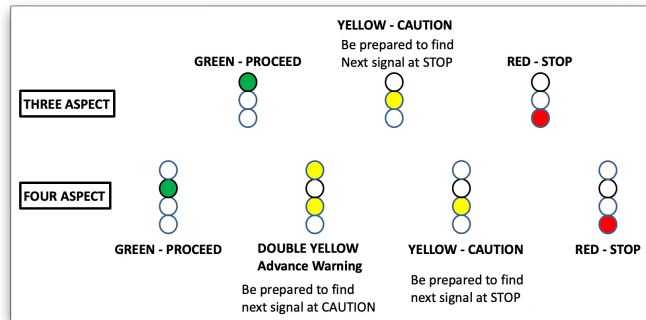 YELLOW - CAUTION
Be prepared to find
Next signal at STOP
GREEN - PROCEED
RED - STOP
THREE ASPECT
FOUR ASPECT
GREEN - PROCEED
DOUBLE YELLOW
Advance Warning
Be prepared to find
next signal at CAUTION
YELLOW - CAUTION
Be prepared to find
next signal at STOP
RED - STOP